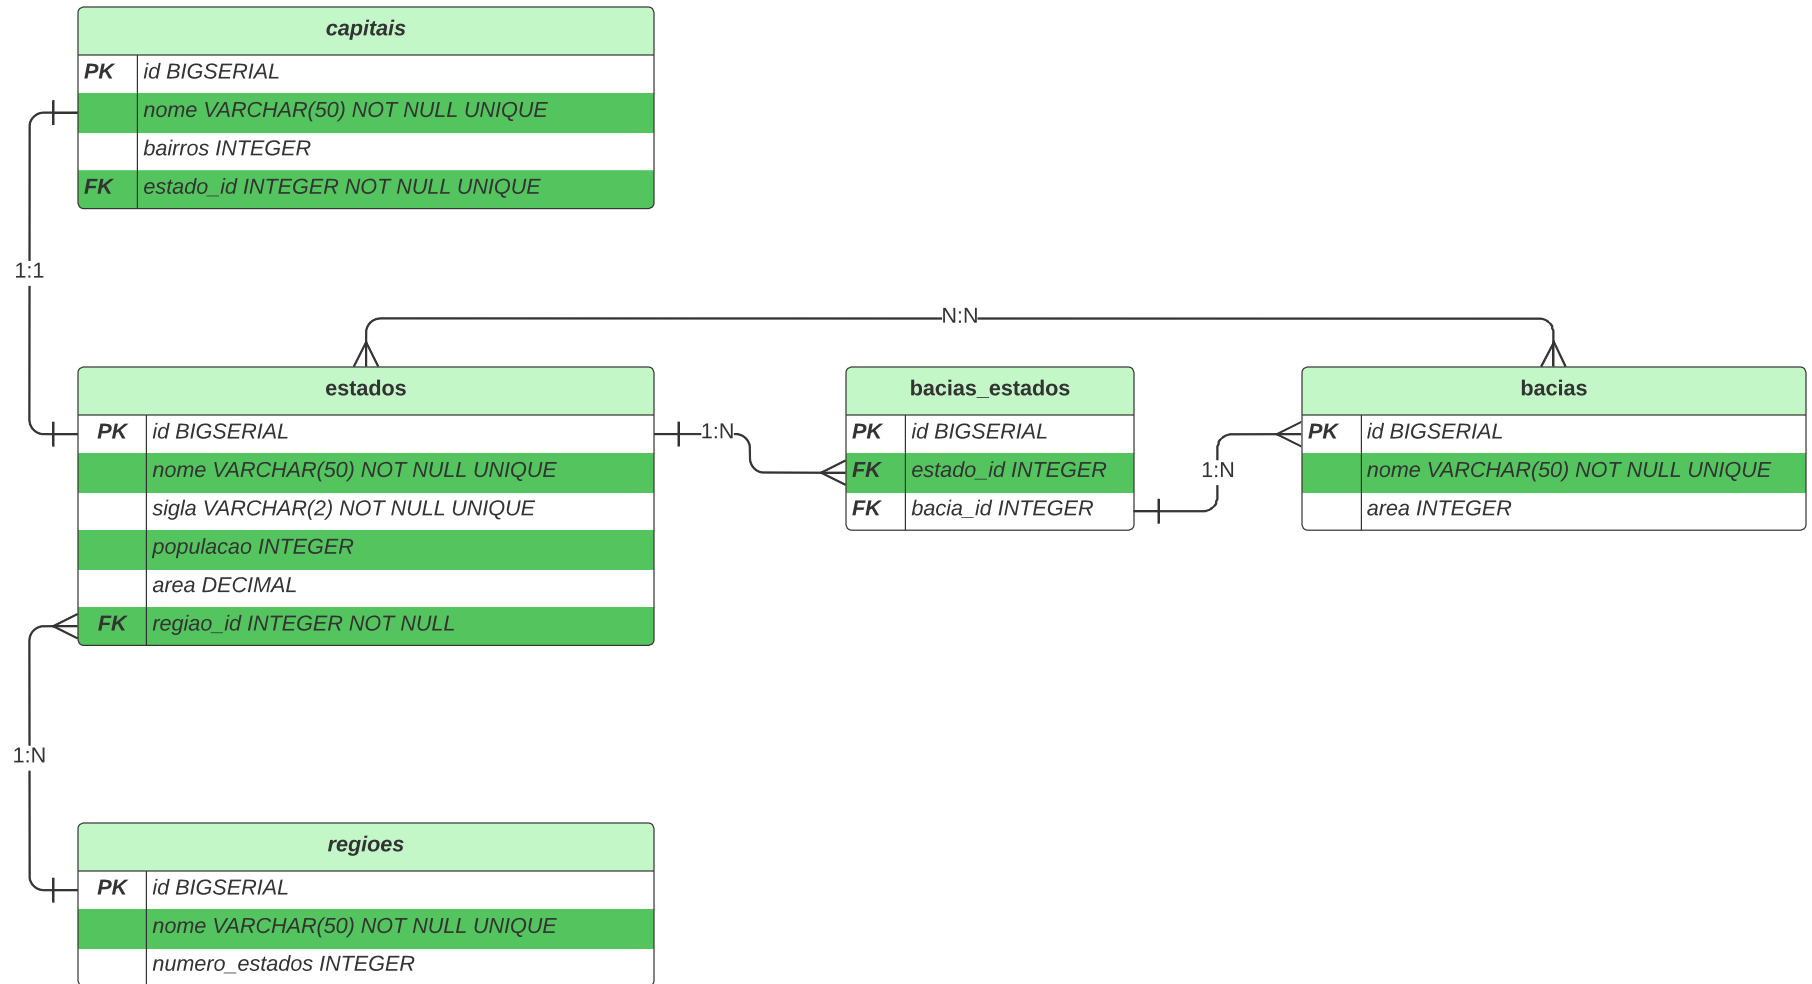 capitais
PK id BIGSERIAL
nome VARCHAR(50) NOT NULL UNIQUE
bairros INTEGER
FK estado_id INTEGER NOT NULL UNIQUE
1:1
N:N
estados
PK id BIGSERIAL
nome VARCHAR(50) NOT NULL UNIQUE
sigla VARCHAR(2) NOT NULL UNIQUE
populacao INTEGER
area DECIMAL
FK regiao_id INTEGER NOT NULL
1:N
bacias_estados
PK id BIGSERIAL
FK estado_id INTEGER
FK bacia_id INTEGER
1:N
bacias
PK id BIGSERIAL
nome VARCHAR(50) NOT NULL UNIQUE
area INTEGER
1:N
regioes
PK id BIGSERIAL
nome VARCHAR(50) NOT NULL UNIQUE
numero_estados INTEGER